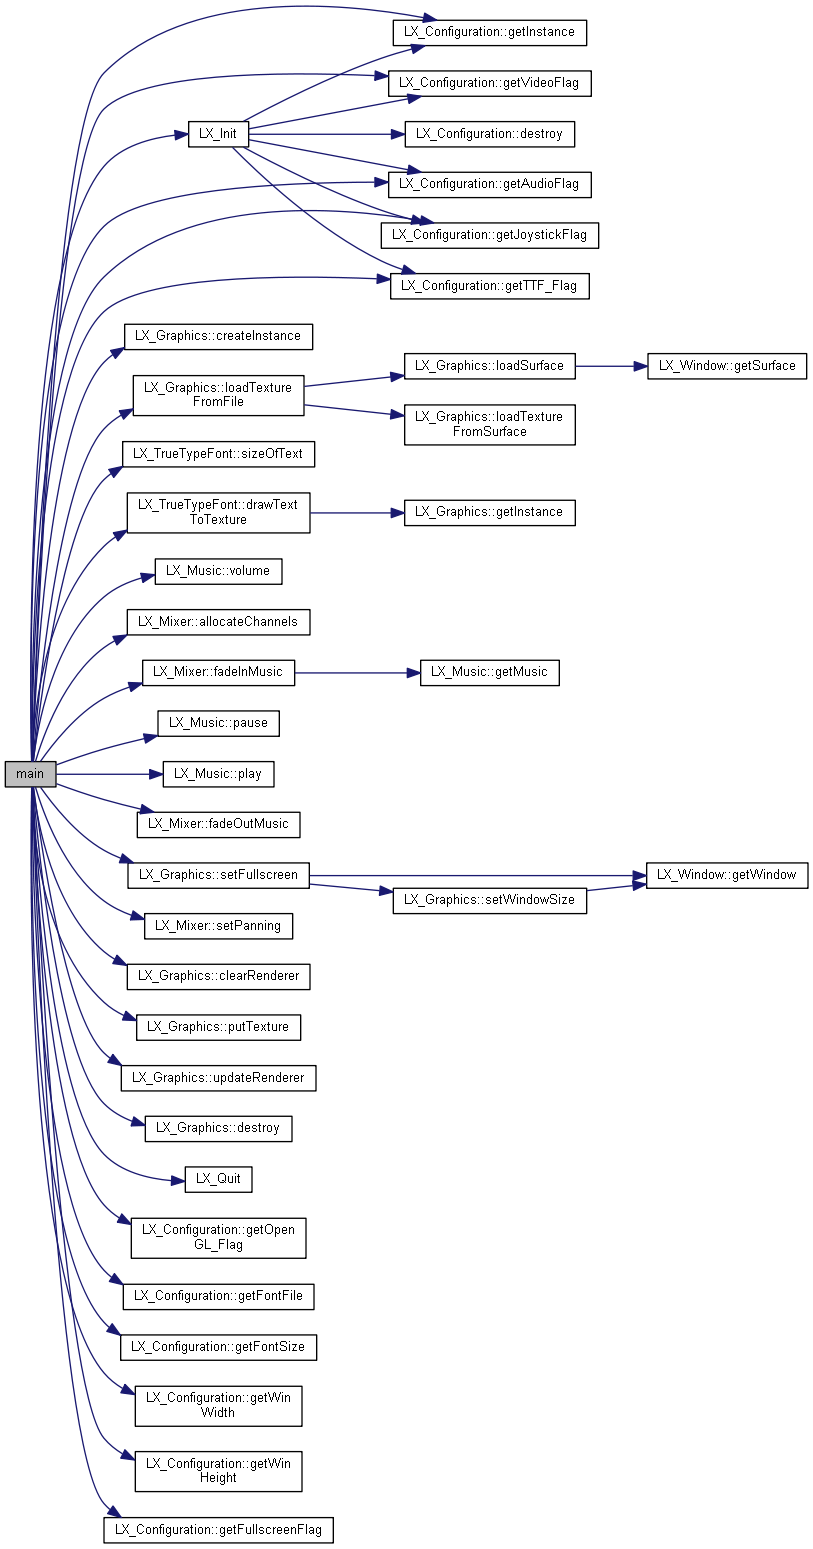 LX_Configuration::getInstance
LX_Configuration::getVideoFlag
LX_Init
LX_Configuration::destroy
LX_Configuration::getAudioFlag
LX_Configuration::getJoystickFlag
LX_Configuration::getTTF_Flag
LX_Graphics::createInstance
LX_Graphics::loadTexture
FromFile
LX_Graphics::loadSurface
LX_Window::getSurface
LX_Graphics::loadTexture
FromSurface
LX_TrueTypeFont::sizeOfText
LX_TrueTypeFont::drawText
ToTexture
LX_Graphics::getInstance
LX_Music::volume
LX_Mixer::allocateChannels
LX_Mixer::fadeInMusic
LX_Music::getMusic
LX_Music::pause
main
LX_Music::play
LX_Mixer::fadeOutMusic
LX_Graphics::setFullscreen
LX_Window::getWindow
LX_Graphics::setWindowSize
LX_Mixer::setPanning
LX_Graphics::clearRenderer
LX_Graphics::putTexture
LX_Graphics::updateRenderer
LX_Graphics::destroy
LX_Quit
LX_Configuration::getOpen
GL_Flag
LX_Configuration::getFontFile
LX_Configuration::getFontSize
LX_Configuration::getWin
Width
LX_Configuration::getWin
Height
LX_Configuration::getFullscreenFlag